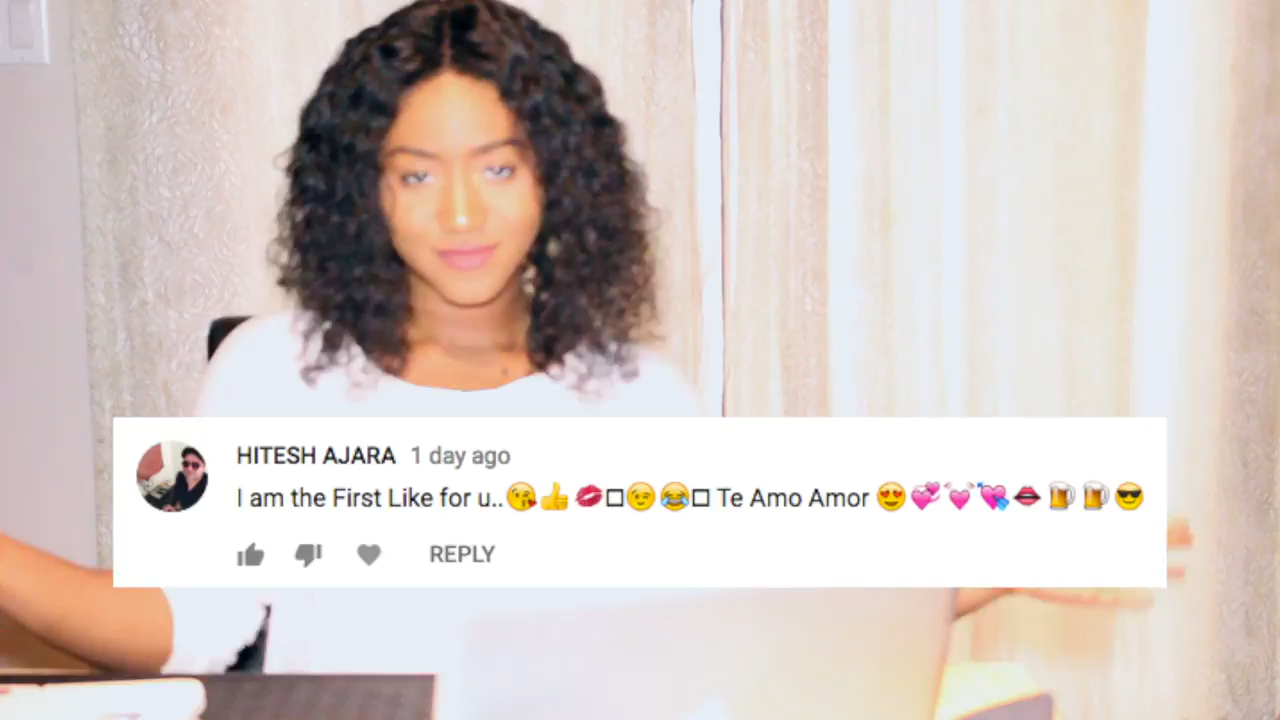 HITESH AJARA 1 day ago
I am the First Like for u..😘👍💋□😉😂□ Te Amo Amor 😍💞💓💘👄🍺🍺😎
REPLY